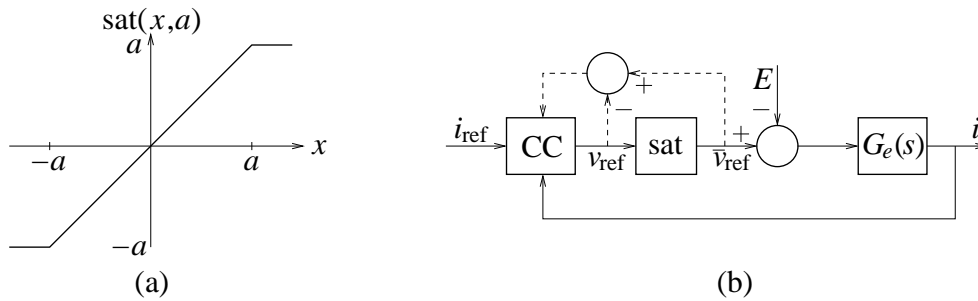 sat(x,a)
a
−a
a
x
−a
(a)
E
+
−
−
i_ref
CC
v_ref
sat
+
v̄_ref
G_e(s)
i
(b)